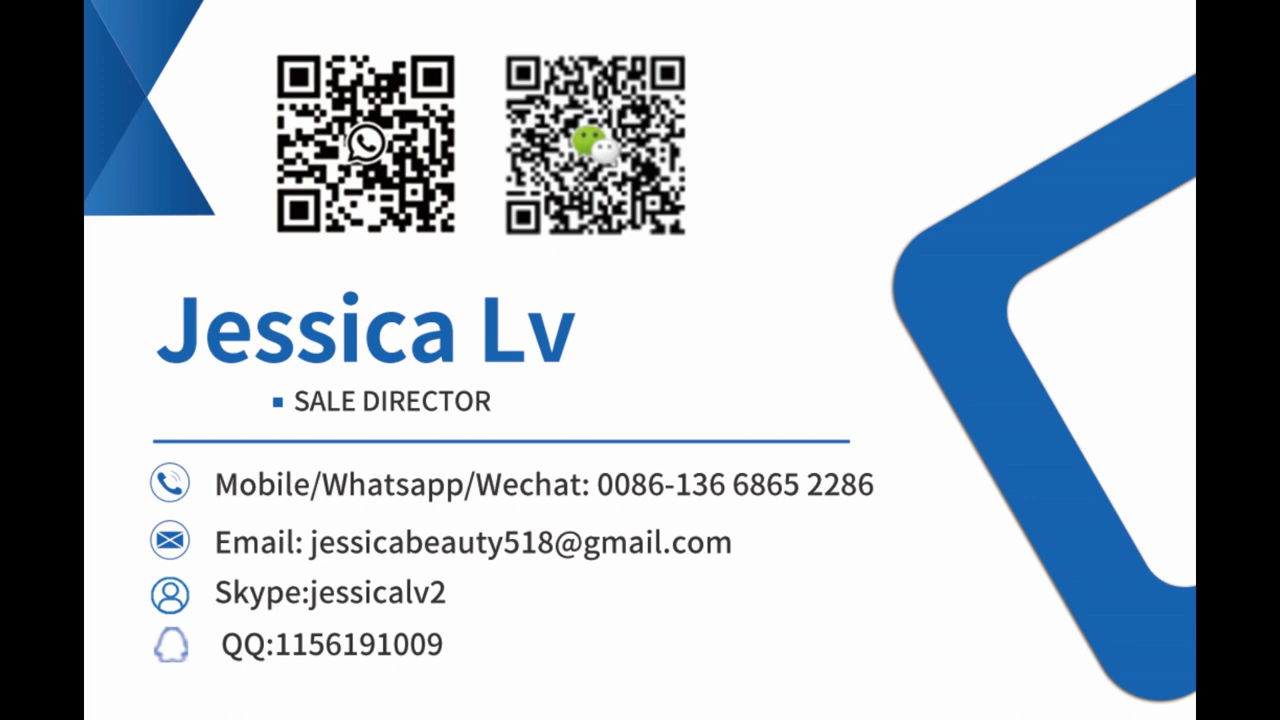 Jessica Lv
SALE DIRECTOR
Mobile/Whatsapp/Wechat: 0086-136 6865 2286
Email: jessicabeauty518@gmail.com
Skype:jessicalv2
QQ:1156191009